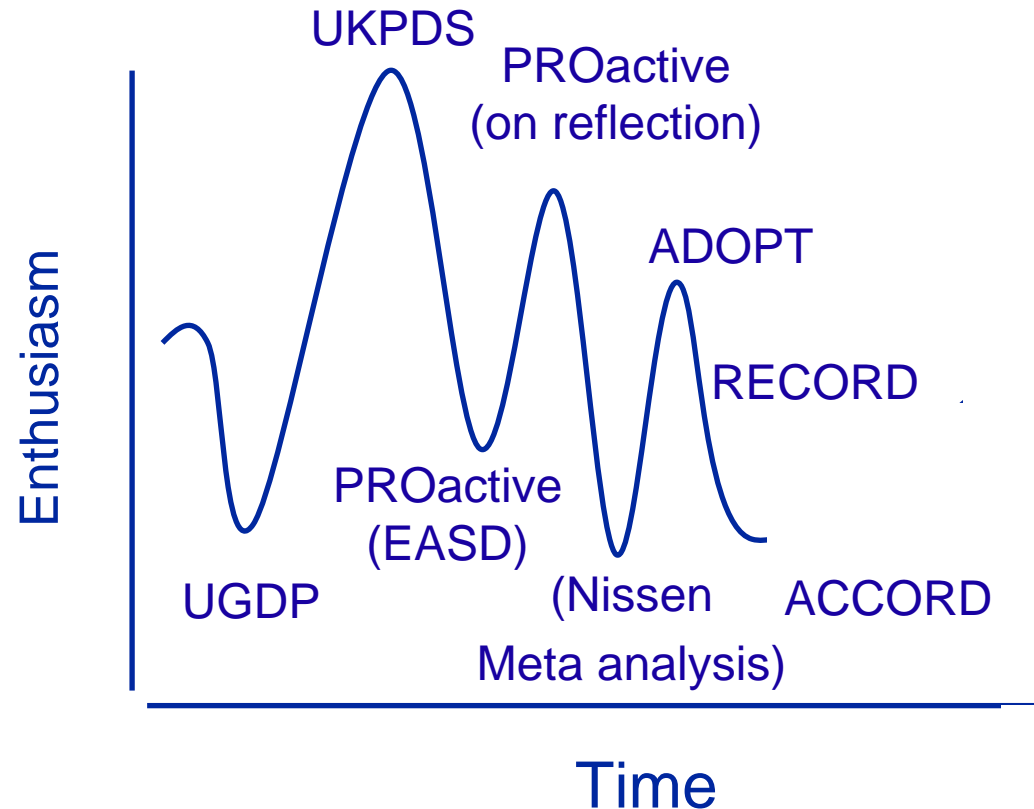 UKPDS
PROactive
(on reflection)
ADOPT
RECORD
Enthusiasm
PROactive
(EASD)
UGDP
(Nissen
Meta analysis)
ACCORD
Time